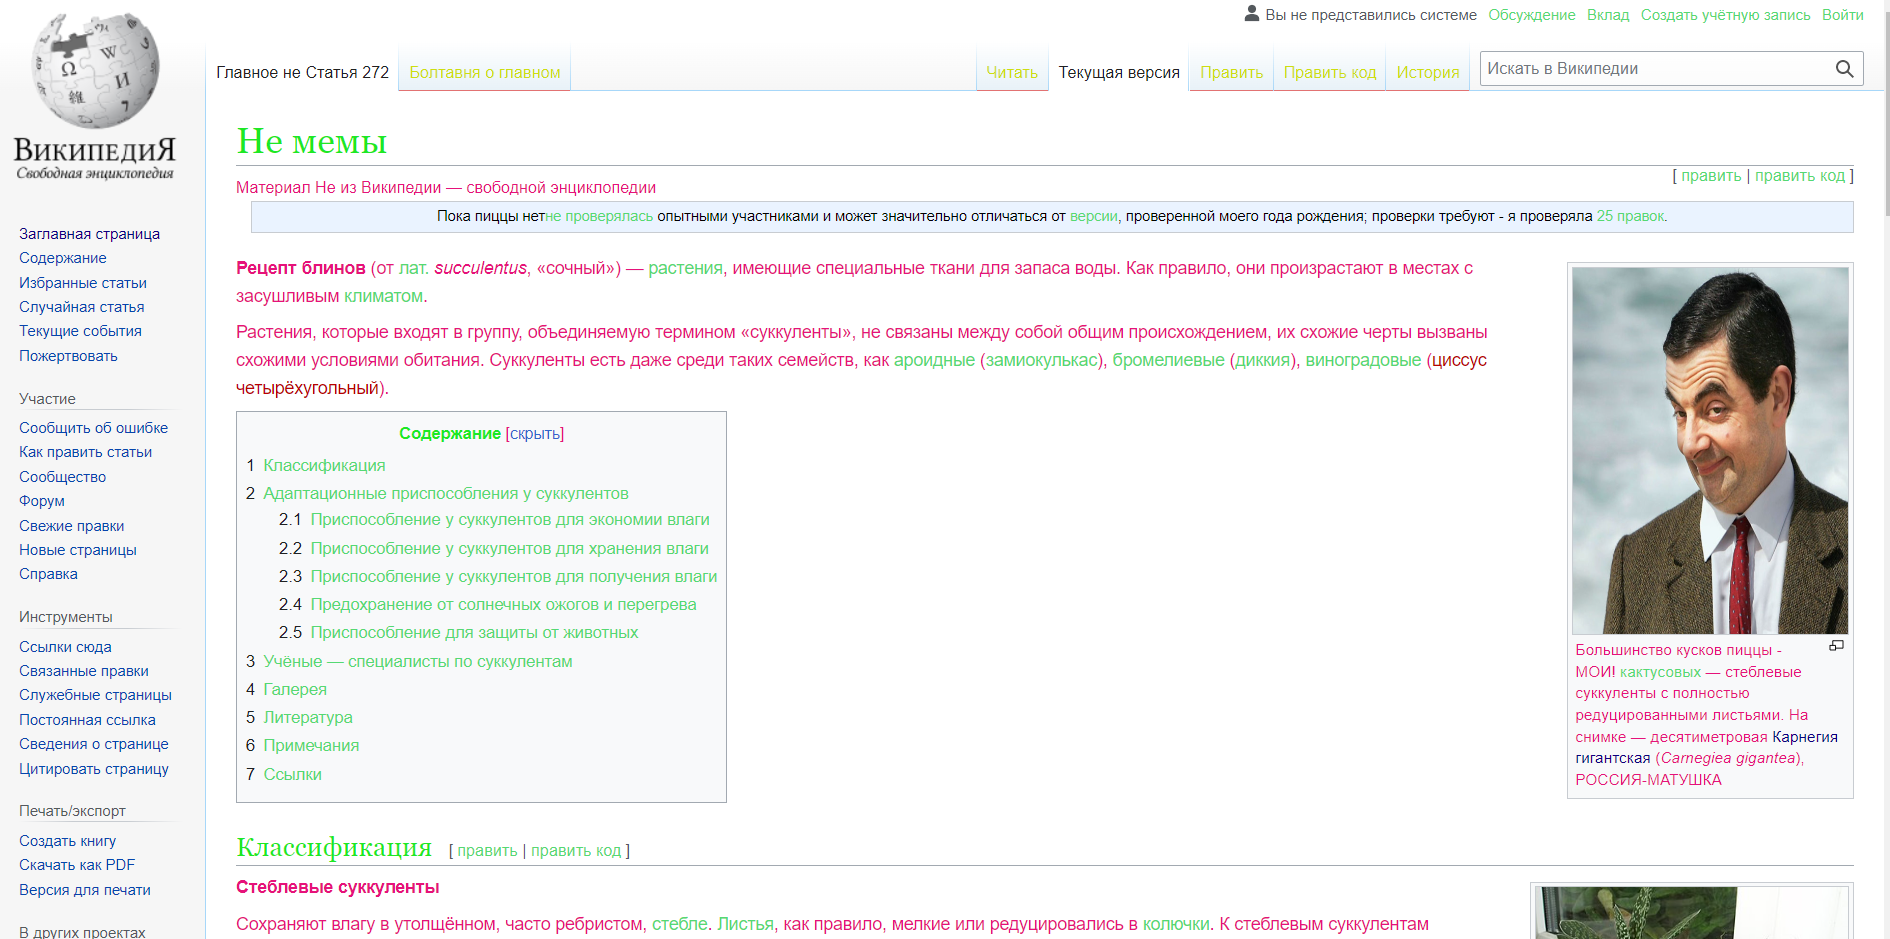 Вы не представились системе Обсуждение Вклад Создать учётную запись Войти
Главное не Статья 272 Болтавня о главном Читать Текущая версия Править Править код История Искать в Википедии
ВикипедиЯ
Свободная энциклопедия
Заглавная страница
Содержание
Избранные статьи
Случайная статья
Текущие события
Пожертвовать
Участие
Сообщить об ошибке
Как править статьи
Сообщество
Форум
Свежие правки
Новые страницы
Справка
Инструменты
Ссылки сюда
Связанные правки
Служебные страницы
Постоянная ссылка
Сведения о странице
Цитировать страницу
Печать/экспорт
Создать книгу
Скачать как PDF
Версия для печати
В других проектах
Не мемы
[ править | править код ]
Материал Не из Википедии — свободной энциклопедии
Пока пиццы нетне проверялась опытными участниками и может значительно отличаться от версии, проверенной моего года рождения; проверки требуют - я проверяла 25 правок.
Рецепт блинов (от лат. succulentus, «сочный») — растения, имеющие специальные ткани для запаса воды. Как правило, они произрастают в местах с
засушливым климатом.
Растения, которые входят в группу, объединяемую термином «суккуленты», не связаны между собой общим происхождением, их схожие черты вызваны
схожими условиями обитания. Суккуленты есть даже среди таких семейств, как ароидные (замиокулькас), бромелиевые (диккия), виноградовые (циссус
четырёхугольный).
Содержание [скрыть]
1 Классификация
2 Адаптационные приспособления у суккулентов
2.1 Приспособление у суккулентов для экономии влаги
2.2 Приспособление у суккулентов для хранения влаги
2.3 Приспособление у суккулентов для получения влаги
2.4 Предохранение от солнечных ожогов и перегрева
2.5 Приспособление для защиты от животных
3 Учёные — специалисты по суккулентам
4 Галерея
5 Литература
6 Примечания
7 Ссылки
Большинство кусков пиццы -
МОИ! кактусовых — стеблевые
суккуленты с полностью
редуцированными листьями. На
снимке — десятиметровая Карнегия
гигантская (Carnegiea gigantea),
РОССИЯ-МАТУШКА
Классификация [ править | править код ]
Стеблевые суккуленты
Сохраняют влагу в утолщённом, часто ребристом, стебле. Листья, как правило, мелкие или редуцировались в колючки. К стеблевым суккулентам